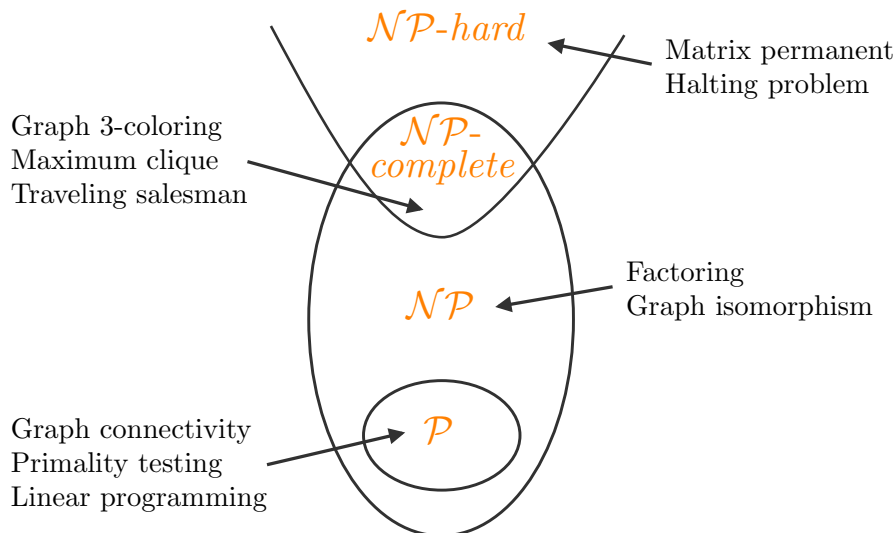 NP-hard
Matrix permanent
Halting problem
NP-
complete
Graph 3-coloring
Maximum clique
Traveling salesman
NP
Factoring
Graph isomorphism
P
Graph connectivity
Primality testing
Linear programming